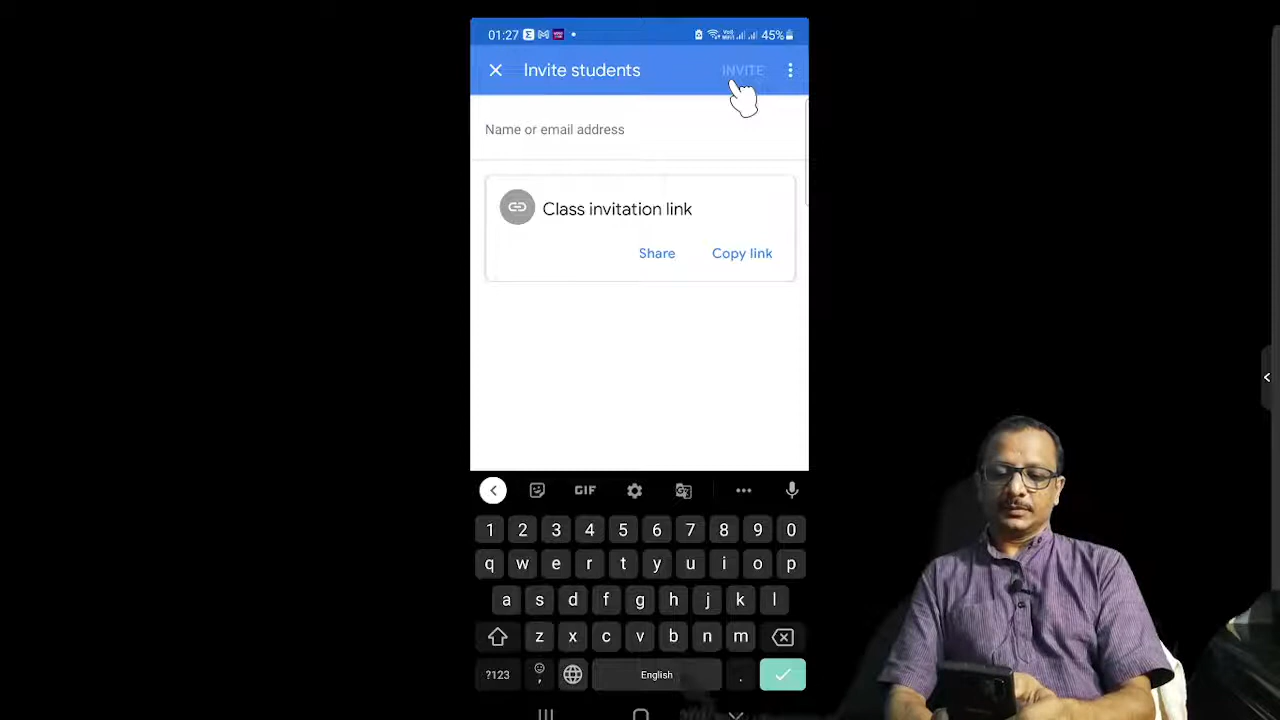 01:27 45%
Invite students INVITE
Name or email address
Class invitation link
Share Copy link
GIF
1 2 3 4 5 6 7 8 9 0
q w e r t y u i o p
a s d f g h j k l
z x c v b n m
?123 , English .